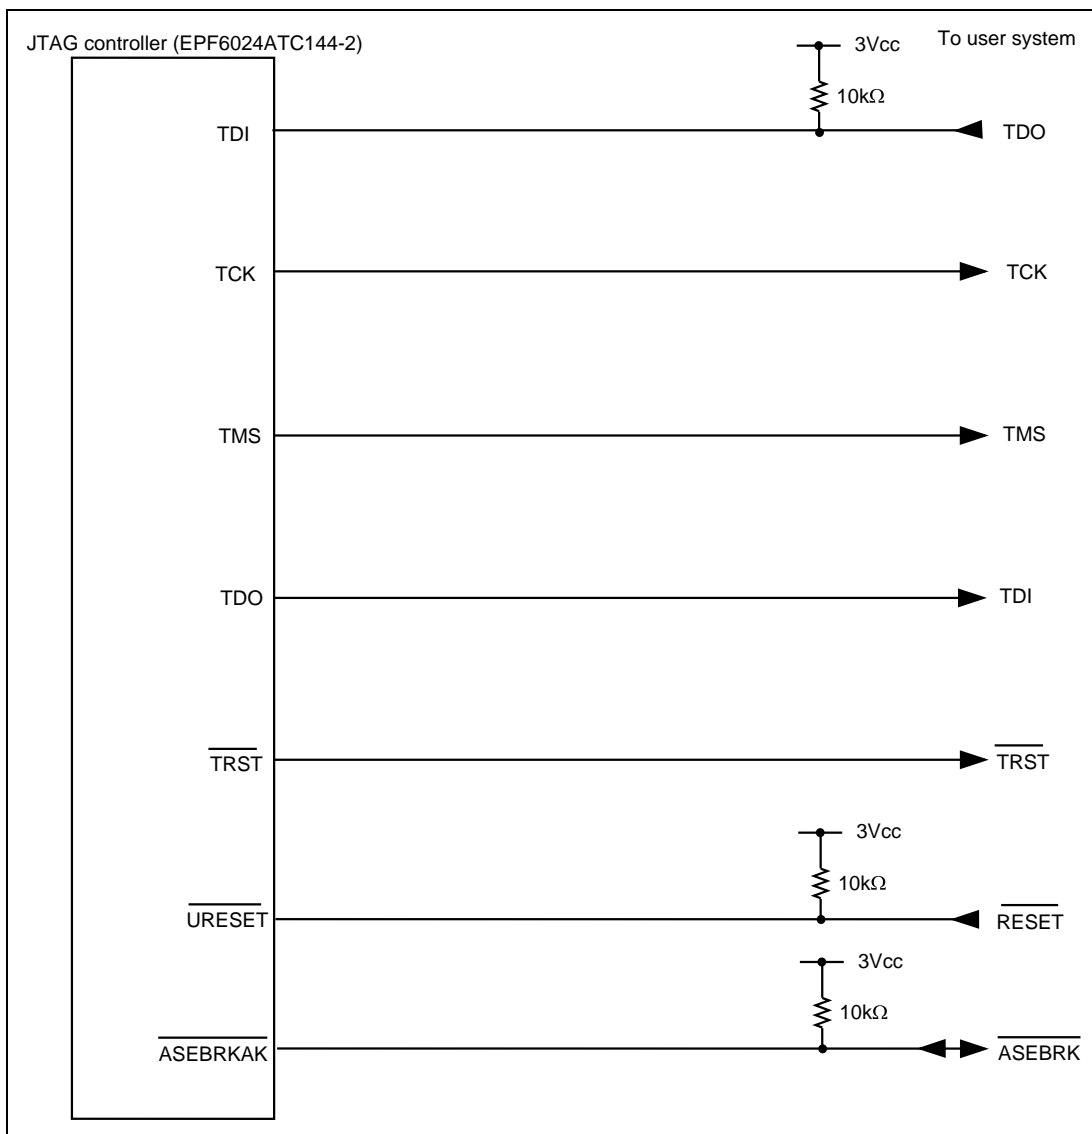 JTAG controller (EPF6024ATC144-2)
3Vcc
To user system
10kΩ
TDI
TDO
TCK
TCK
TMS
TMS
TDO
TDI
TRST
TRST
3Vcc
10kΩ
URESET
RESET
3Vcc
10kΩ
ASEBRKAK
ASEBRK